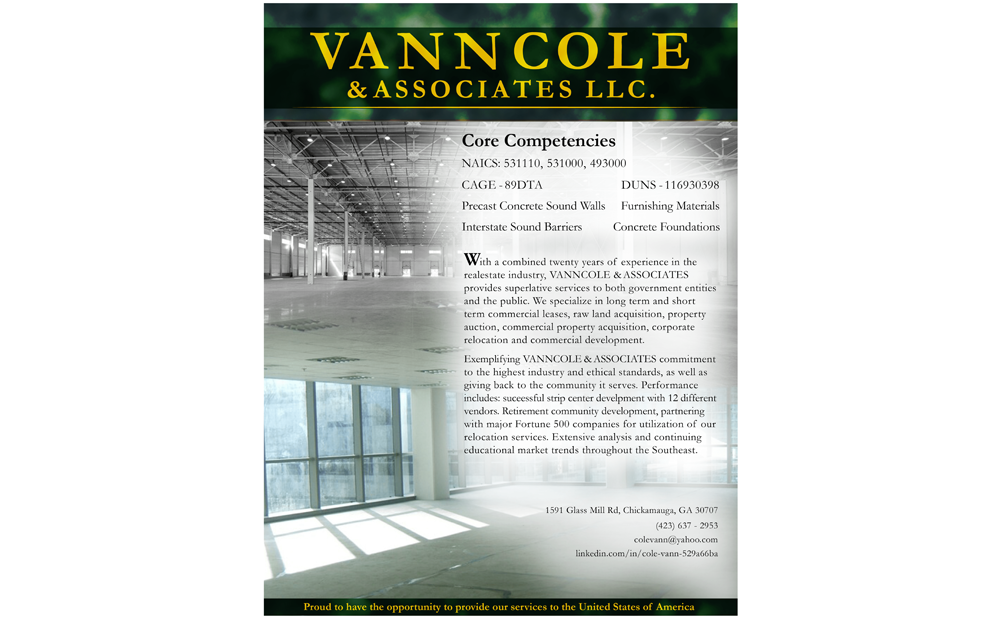 VANNCOLE
& ASSOCIATES LLC.
Core Competencies
NAICS: 531110, 531000, 493000
CAGE - 89DTA DUNS - 116930398
Precast Concrete Sound Walls Furnishing Materials
Interstate Sound Barriers Concrete Foundations
With a combined twenty years of experience in the
realestate industry, VANNCOLE & ASSOCIATES
provides superlative services to both government entities
and the public. We specialize in long term and short
term commercial leases, raw land acquisition, property
auction, commercial property acquisition, corporate
relocation and commercial development.
Exemplifying VANNCOLE & ASSOCIATES commitment
to the highest industry and ethical standards, as well as
giving back to the community it serves. Performance
includes: suceessful strip center develpment with 12 different
vendors. Retirement community development, partnering
with major Fortune 500 companies for utilization of our
relocation services. Extensive analysis and continuing
educational market trends throughout the Southeast.
1591 Glass Mill Rd, Chickamauga, GA 30707
(423) 637 - 2953
colevann@yahoo.com
linkedin.com/in/cole-vann-529a66ba
Proud to have the opportunity to provide our services to the United States of America